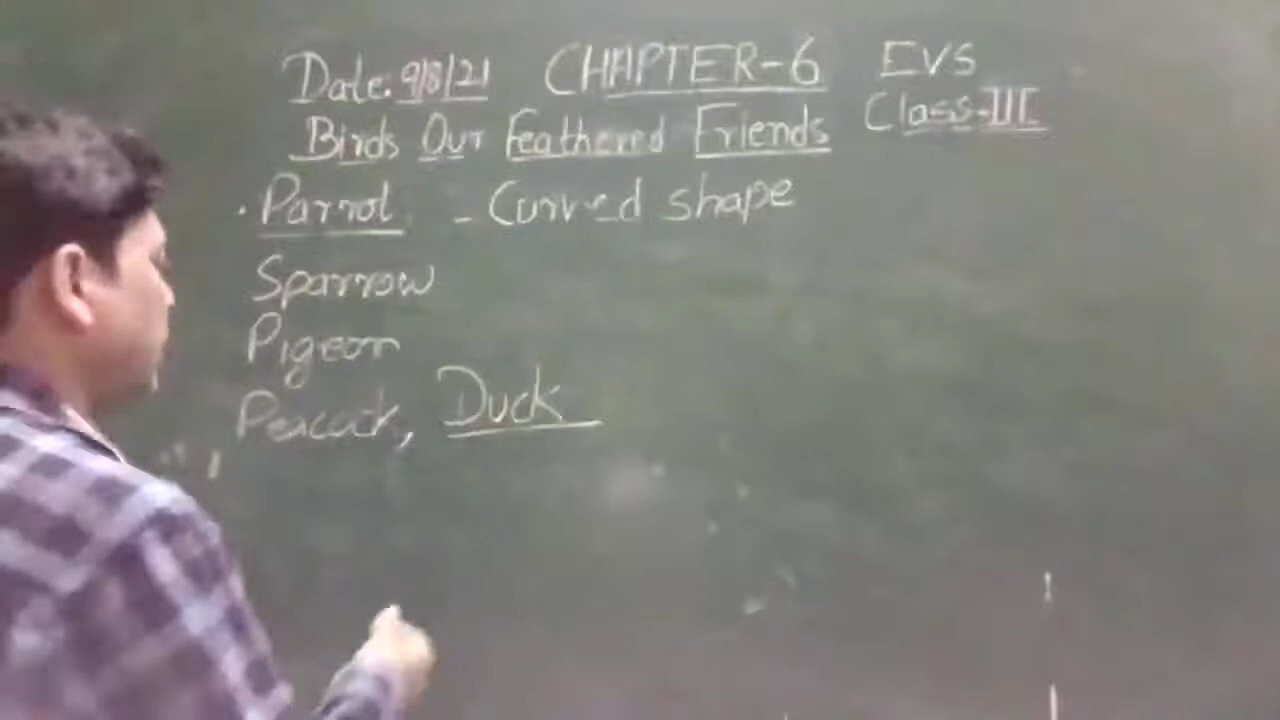 Date: 9/8/21 CHAPTER-6 EVS
Class-III
Birds Our Feathered Friends
. Parrot - Curved shape
Sparrow
Pigeon
Peacock, Duck